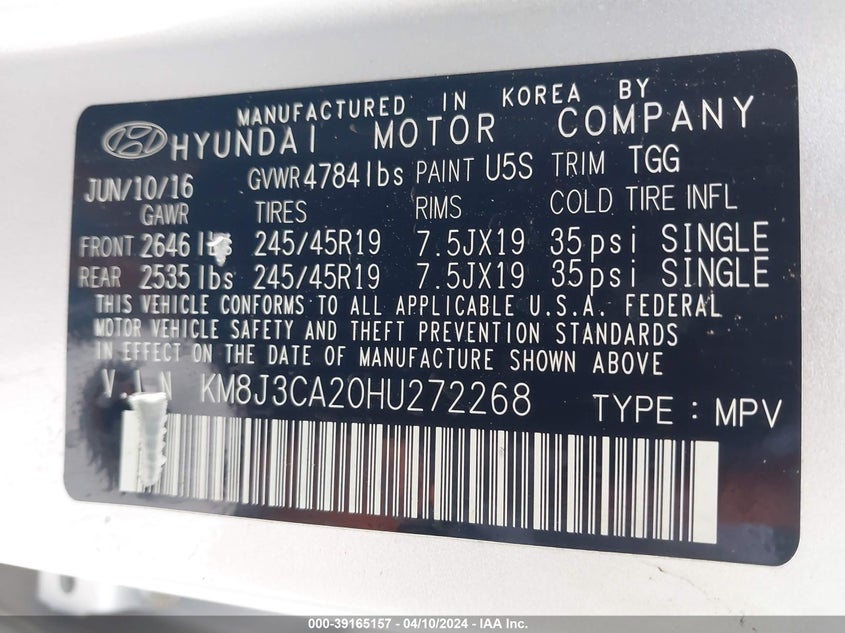 MANUFACTURED IN KOREA BY
HYUNDAI MOTOR COMPANY
JUN/10/16 GVWR 4784 lbs PAINT U5S TRIM TGG
GAWR TIRES RIMS COLD TIRE INFL
FRONT 2646 lbs 245/45R19 7.5JX19 35psi SINGLE
REAR 2535 lbs 245/45R19 7.5JX19 35psi SINGLE
THIS VEHICLE CONFORMS TO ALL APPLICABLE U.S.A. FEDERAL
MOTOR VEHICLE SAFETY AND THEFT PREVENTION STANDARDS
IN EFFECT ON THE DATE OF MANUFACTURE SHOWN ABOVE
V I N KM8J3CA20HU272268 TYPE : MPV
000-39165157 — 04/10/2024 — IAA Inc.